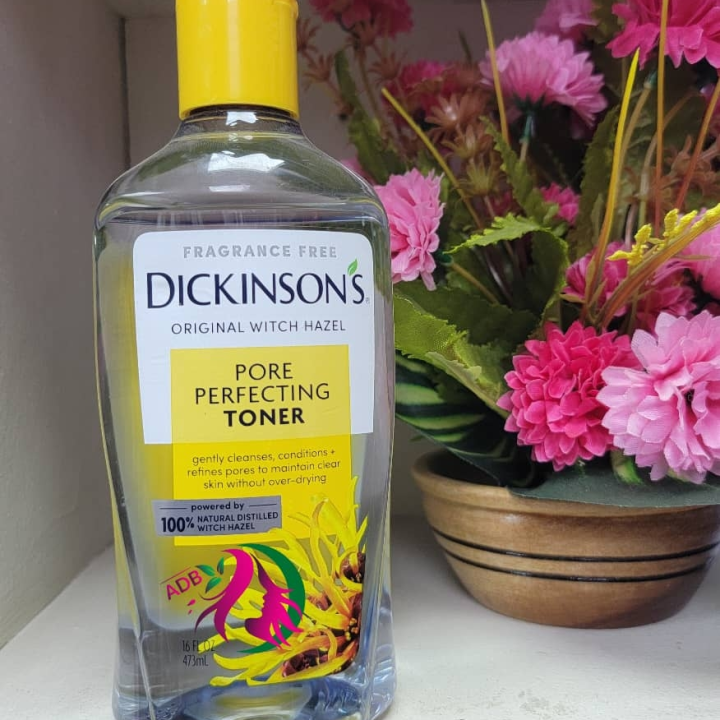 FRAGRANCE FREE
DICKINSON'S®
ORIGINAL WITCH HAZEL
PORE
PERFECTING
TONER
gently cleanses, conditions +
refines pores to maintain clear
skin without over-drying
powered by
100% NATURAL DISTILLED
WITCH HAZEL
ADB
16 FL OZ
473mL